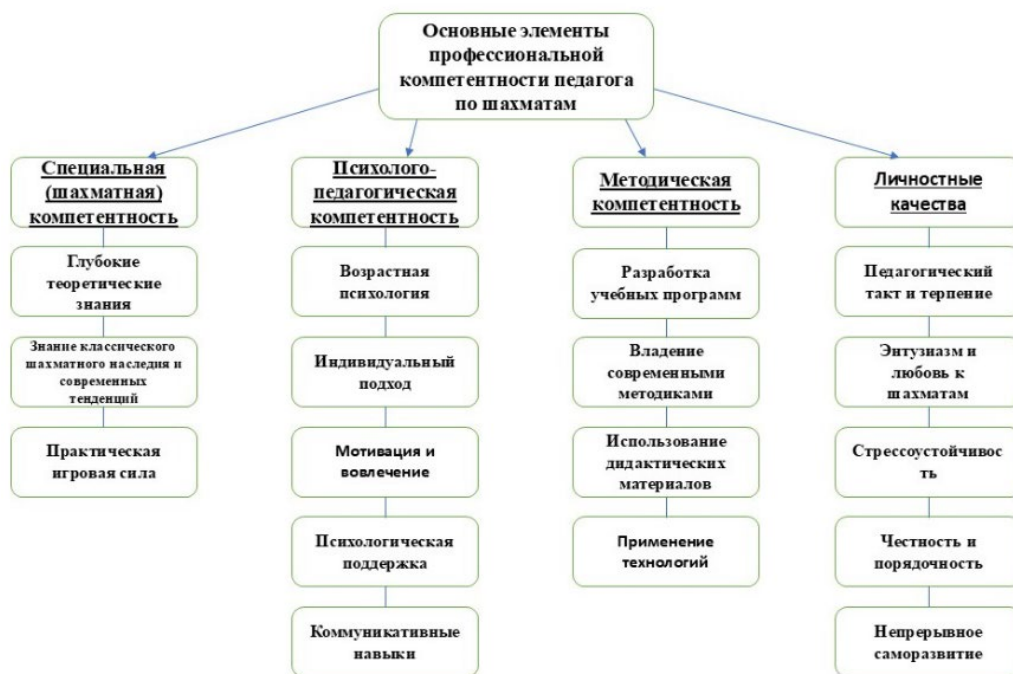 Основные элементы
профессиональной
компетентности педагога
по шахматам
Специальная
(шахматная)
компетентность
Глубокие
теоретические
знания
Знание классического
шахматного наследия и
современных
тенденций
Практическая
игровая сила
Психолого-
педагогическая
компетентность
Возрастная
психология
Индивидуальный
подход
Мотивация и
вовлечение
Психологическая
поддержка
Коммуникативные
навыки
Методическая
компетентность
Разработка
учебных программ
Владение
современными
методиками
Использование
дидактических
материалов
Применение
технологий
Личностные
качества
Педагогический
такт и терпение
Энтузиазм и
любовь к
шахматам
Стрессоустойчивос
ть
Честность и
порядочность
Непрерывное
саморазвитие